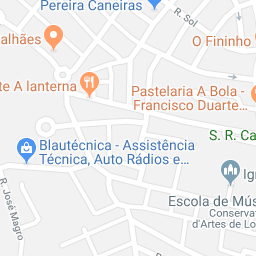 Pereira Caneiras
R. Sol
alhães
O Fininho
te A lanterna
Pastelaria A Bola -
Francisco Duarte...
S. R. Ca
Blautécnica - Assistência
Técnica, Auto Rádios e...
Ig
Escola de Mús
Conservat
d'Artes de Lo
R. José Magro